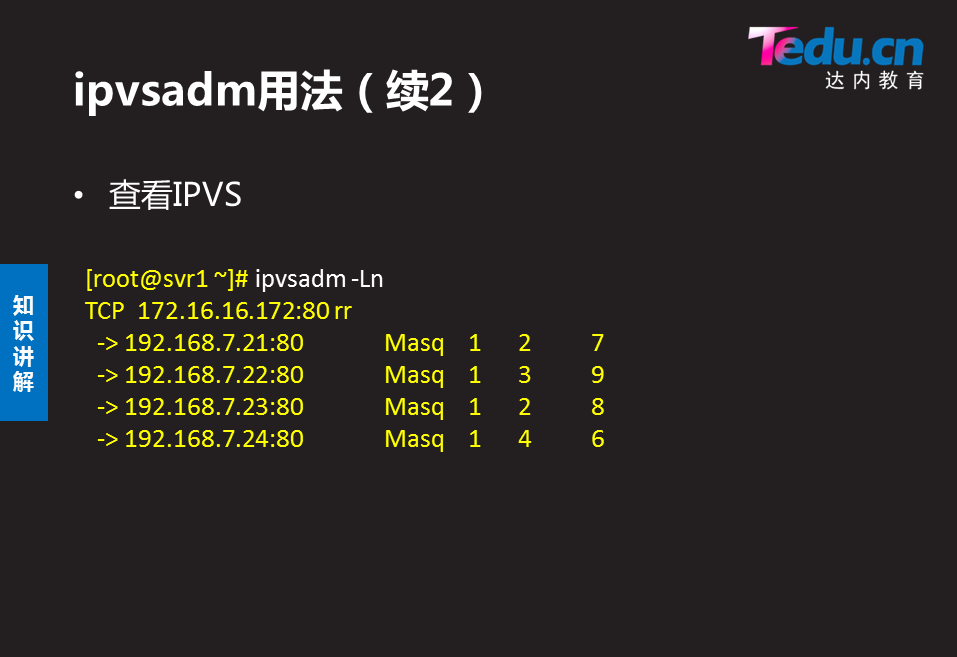 Tedu.cn
达内教育
ipvsadm用法（续2）
• 查看IPVS
知识讲解
[root@svr1 ~]# ipvsadm -Ln
TCP 172.16.16.172:80 rr
-> 192.168.7.21:80 Masq 1 2 7
-> 192.168.7.22:80 Masq 1 3 9
-> 192.168.7.23:80 Masq 1 2 8
-> 192.168.7.24:80 Masq 1 4 6